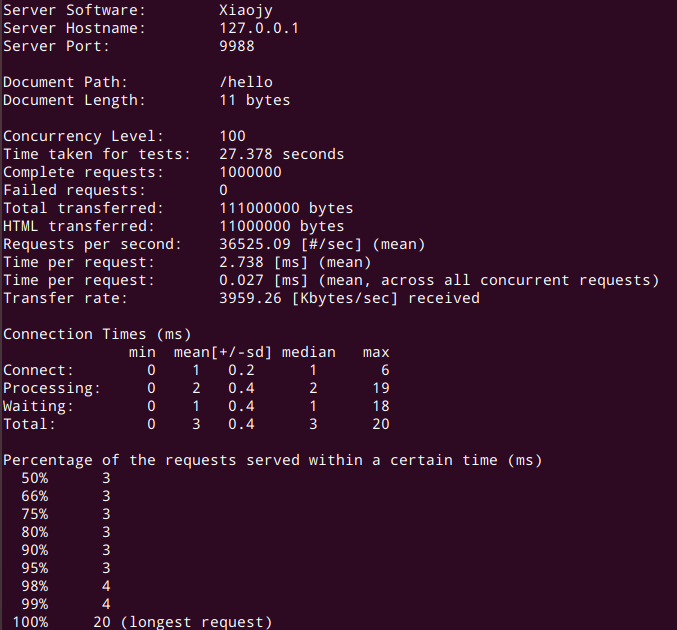 Server Software: Xiaojy
Server Hostname: 127.0.0.1
Server Port: 9988
Document Path: /hello
Document Length: 11 bytes
Concurrency Level: 100
Time taken for tests: 27.378 seconds
Complete requests: 1000000
Failed requests: 0
Total transferred: 111000000 bytes
HTML transferred: 11000000 bytes
Requests per second: 36525.09 [#/sec] (mean)
Time per request: 2.738 [ms] (mean)
Time per request: 0.027 [ms] (mean, across all concurrent requests)
Transfer rate: 3959.26 [Kbytes/sec] received
Connection Times (ms)
min mean[+/-sd] median max
Connect: 0 1 0.2 1 6
Processing: 0 2 0.4 2 19
Waiting: 0 1 0.4 1 18
Total: 0 3 0.4 3 20
Percentage of the requests served within a certain time (ms)
50% 3
66% 3
75% 3
80% 3
90% 3
95% 3
98% 4
99% 4
100% 20 (longest request)